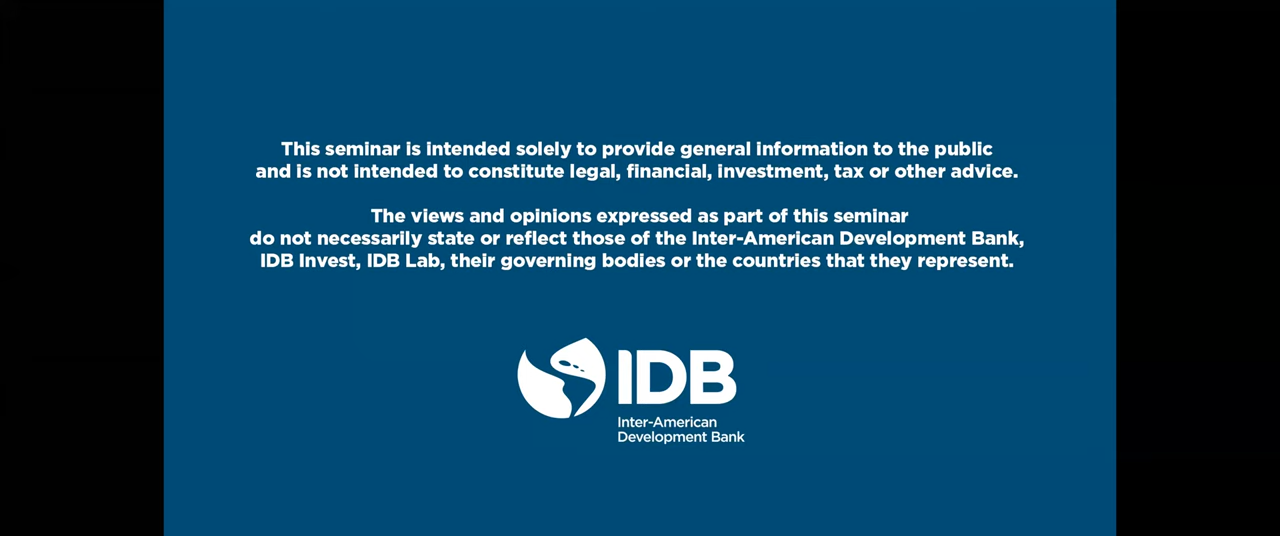 This seminar is intended solely to provide general information to the public
and is not intended to constitute legal, financial, investment, tax or other advice.
The views and opinions expressed as part of this seminar
do not necessarily state or reflect those of the Inter-American Development Bank,
IDB Invest, IDB Lab, their governing bodies or the countries that they represent.
IDB
Inter-American
Development Bank